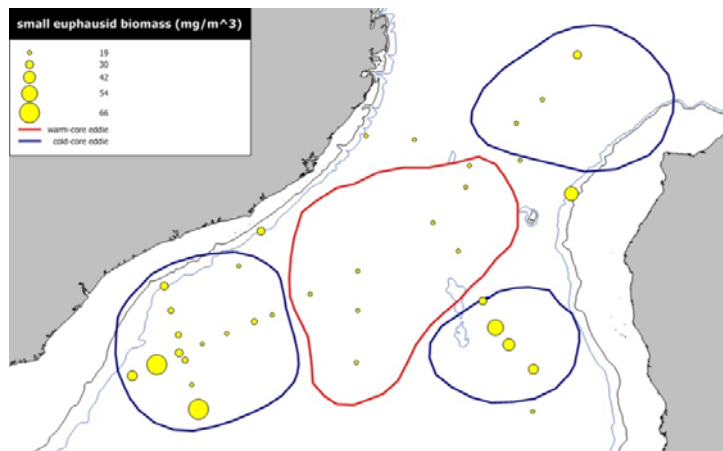 small euphausid biomass (mg/m^3)
19
30
42
54
66
warm-core eddie
cold-core eddie